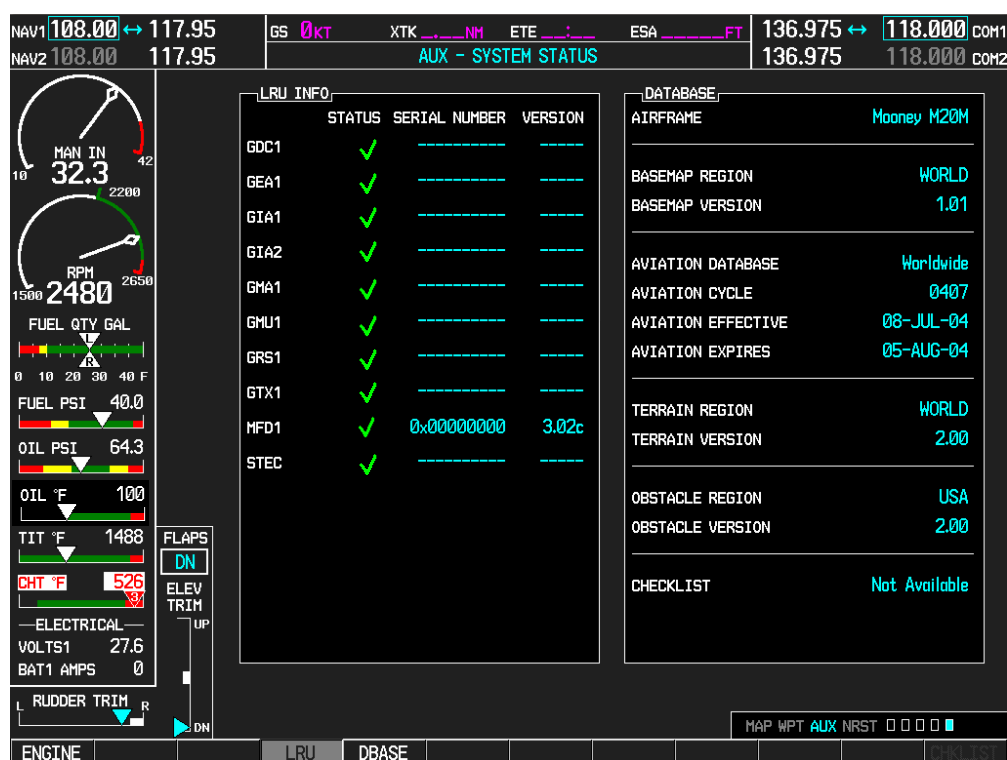 NAV1 108.00 ↔ 117.95
NAV2 108.00 117.95
GS 0KT XTK _.__NM ETE __:__ ESA _____FT
AUX - SYSTEM STATUS
136.975 ↔ 118.000 COM1
136.975 118.000 COM2
MAN IN
32.3
10 42
2200
RPM
2480
1500 2650
FUEL QTY GAL
L
R
0 10 20 30 40 F
FUEL PSI 40.0
OIL PSI 64.3
OIL °F 100
TIT °F 1488
CHT °F 526
3
ELECTRICAL
VOLTS1 27.6
BAT1 AMPS 0
RUDDER TRIM
L R
FLAPS
DN
ELEV
TRIM
UP
DN
LRU INFO
STATUS SERIAL NUMBER VERSION
GDC1 ✓ ---------- -----
GEA1 ✓ ---------- -----
GIA1 ✓ ---------- -----
GIA2 ✓ ---------- -----
GMA1 ✓ ---------- -----
GMU1 ✓ ---------- -----
GRS1 ✓ ---------- -----
GTX1 ✓ ---------- -----
MFD1 ✓ 0x00000000 3.02c
STEC ✓ ---------- -----
DATABASE
AIRFRAME Mooney M20M
BASEMAP REGION WORLD
BASEMAP VERSION 1.01
AVIATION DATABASE Worldwide
AVIATION CYCLE 0407
AVIATION EFFECTIVE 08-JUL-04
AVIATION EXPIRES 05-AUG-04
TERRAIN REGION WORLD
TERRAIN VERSION 2.00
OBSTACLE REGION USA
OBSTACLE VERSION 2.00
CHECKLIST Not Available
MAP WPT AUX NRST
ENGINE LRU DBASE CHKLIST